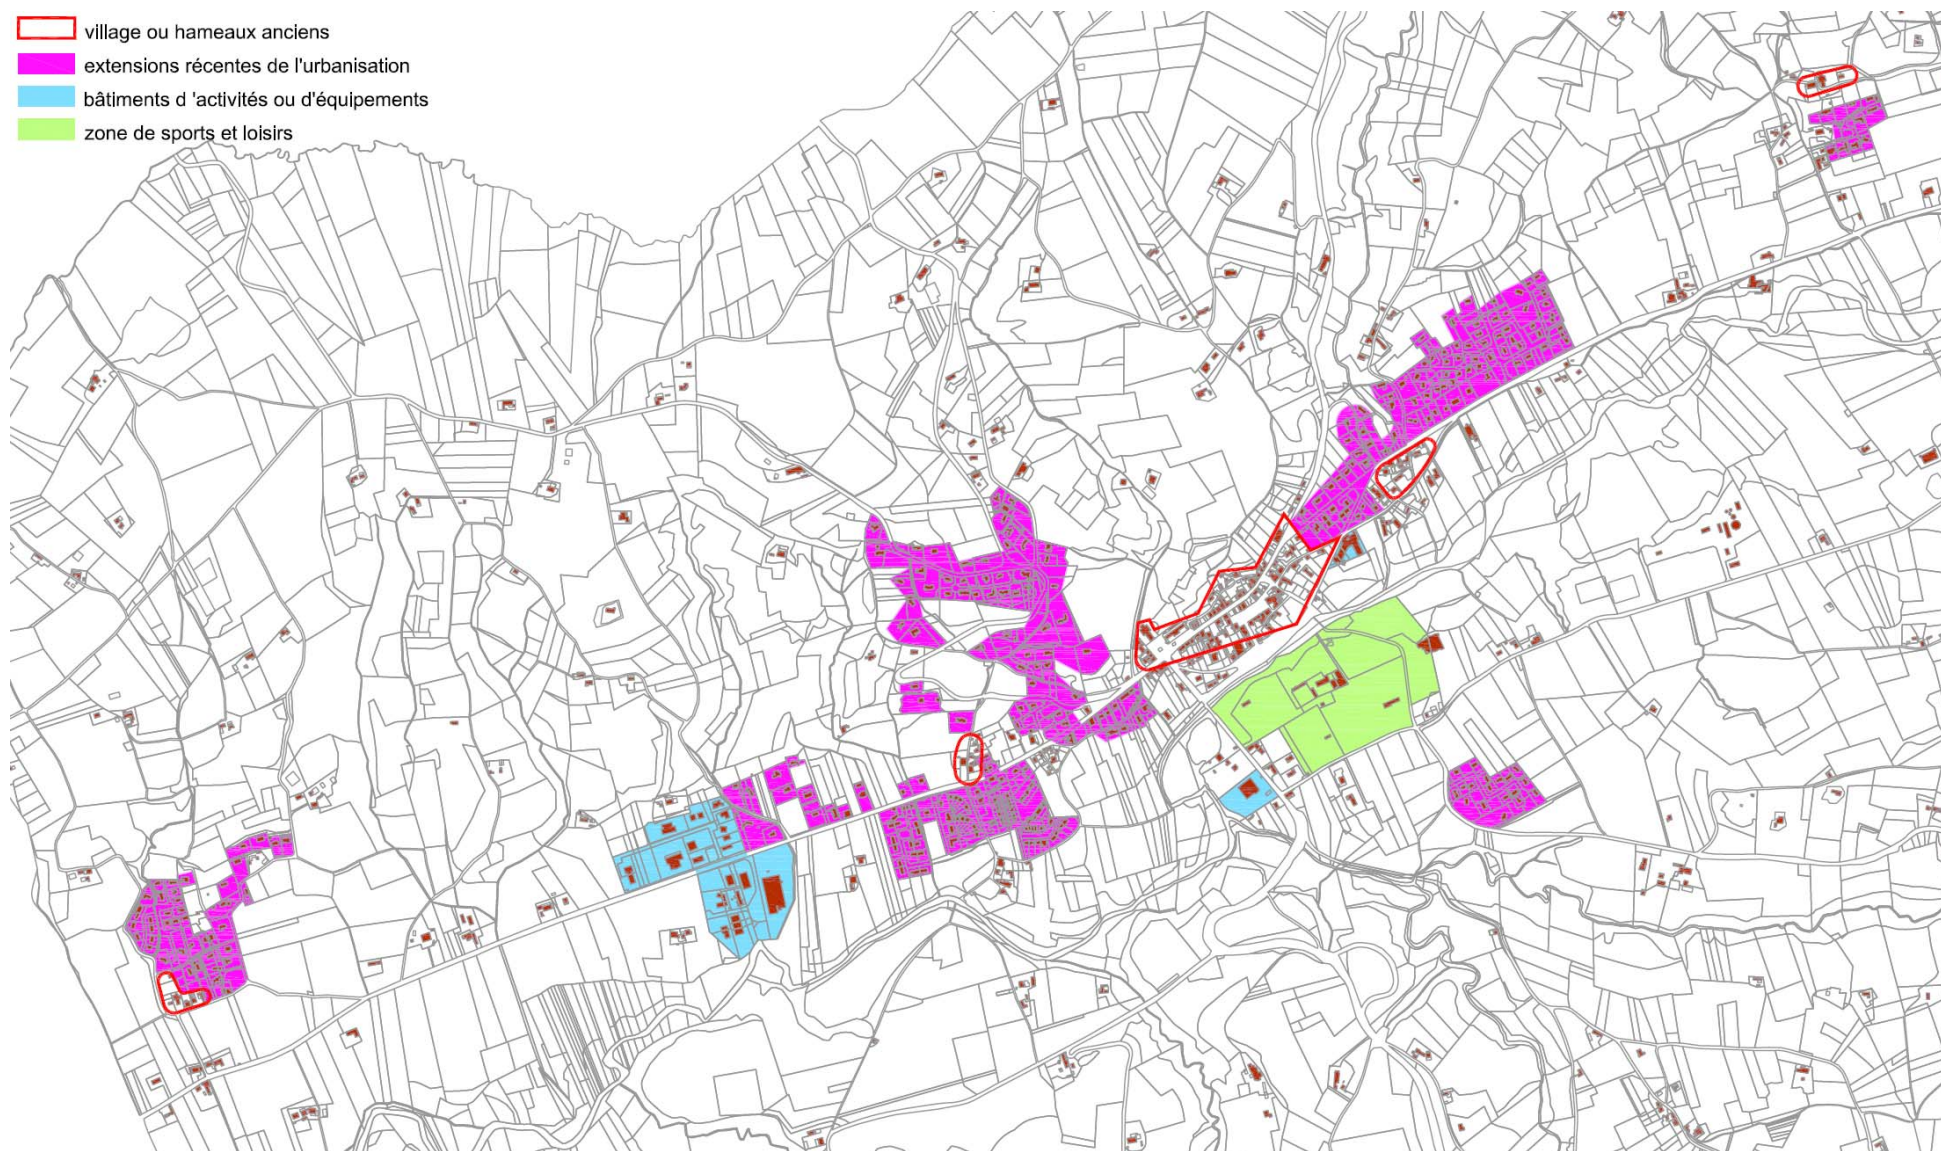 village ou hameaux anciens
extensions récentes de l'urbanisation
bâtiments d 'activités ou d'équipements
zone de sports et loisirs